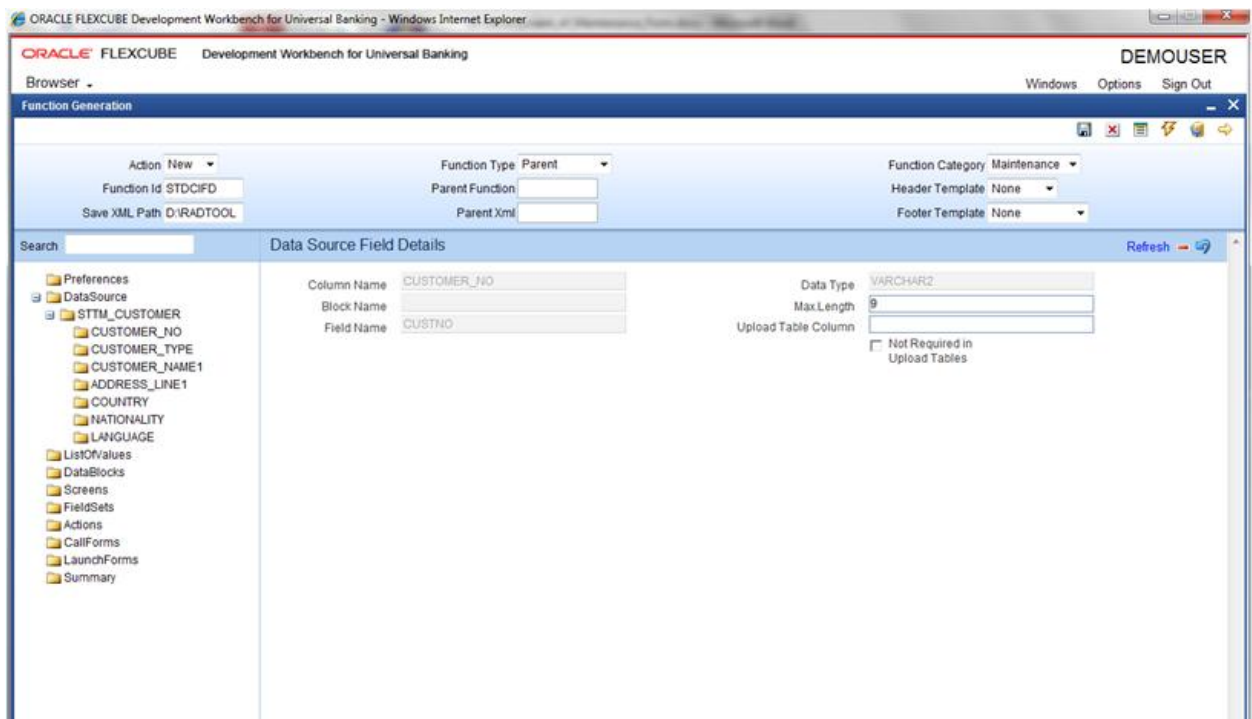 ORACLE FLEXCUBE Development Workbench for Universal Banking - Windows Internet Explorer
ORACLE FLEXCUBE Development Workbench for Universal Banking DEMOUSER
Browser Windows Options Sign Out
Function Generation
Action New Function Type Parent Function Category Maintenance
Function Id STDCIFD Parent Function Header Template None
Save XML Path D:\RADTOOL Parent Xml Footer Template None
Search Data Source Field Details Refresh
Preferences
DataSource
STTM_CUSTOMER
CUSTOMER_NO
CUSTOMER_TYPE
CUSTOMER_NAME1
ADDRESS_LINE1
COUNTRY
NATIONALITY
LANGUAGE
ListOfValues
DataBlocks
Screens
FieldSets
Actions
CallForms
LaunchForms
Summary
Column Name CUSTOMER_NO Data Type VARCHAR2
Block Name Max.Length 9
Field Name CUSTNO Upload Table Column
Not Required in
Upload Tables